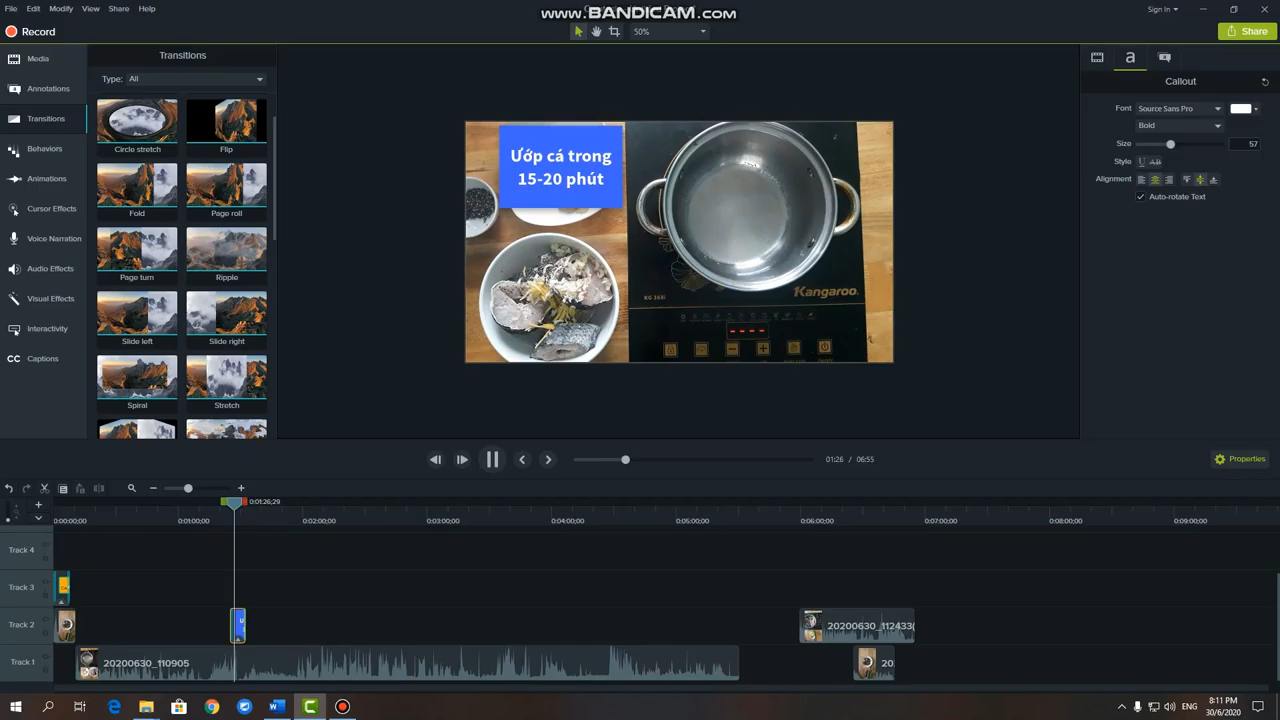 File Edit Modify View Share Help
www.BANDICAM.com
Sign In
Record
50%
Share
Media
Annotations
Transitions
Behaviors
Animations
Cursor Effects
Voice Narration
Audio Effects
Visual Effects
Interactivity
CC Captions
Transitions
Type: All
Circle stretch Flip
Fold Page roll
Page turn Ripple
Slide left Slide right
Spiral Stretch
Ướp cá trong
15-20 phút
KG 368i
Kangaroo
a
Callout
Font Source Sans Pro
Bold
Size 57
Style U Ab
Alignment
Auto-rotate Text
01:26 / 06:55
Properties
0:01:26;29
0:00:00;00 0:01:00;00 0:02:00;00 0:03:00;00 0:04:00;00 0:05:00;00 0:06:00;00 0:07:00;00 0:08:00;00 0:09:00;00
Track 4
Track 3
Track 2
20200630_112433(
Track 1
20200630_110905
20
ENG
8:11 PM
30/6/2020